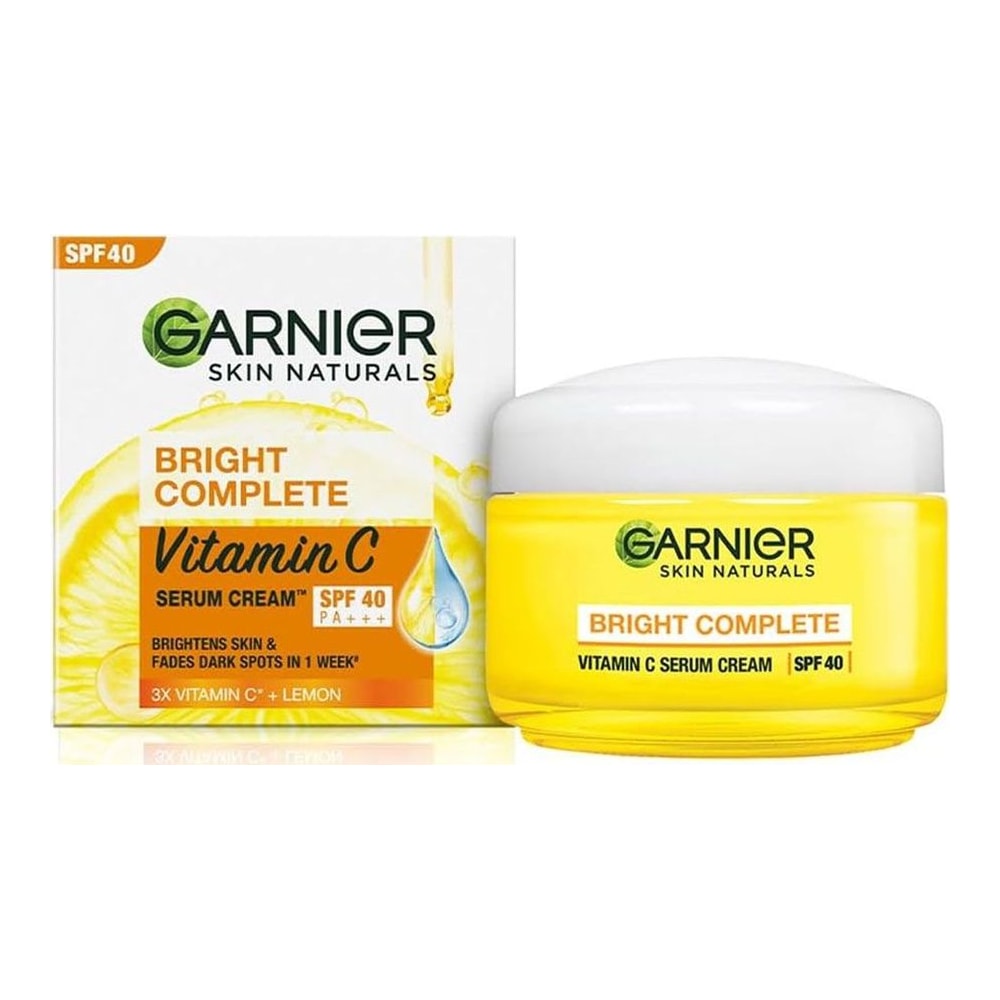 SPF40
GARNIER
SKIN NATURALS
BRIGHT
COMPLETE
Vitamin C
SERUM CREAM™
SPF 40
PA+++
BRIGHTENS SKIN &
FADES DARK SPOTS IN 1 WEEK#
3X VITAMIN C* + LEMON
GARNIER
SKIN NATURALS
BRIGHT COMPLETE
VITAMIN C SERUM CREAM | SPF 40 |